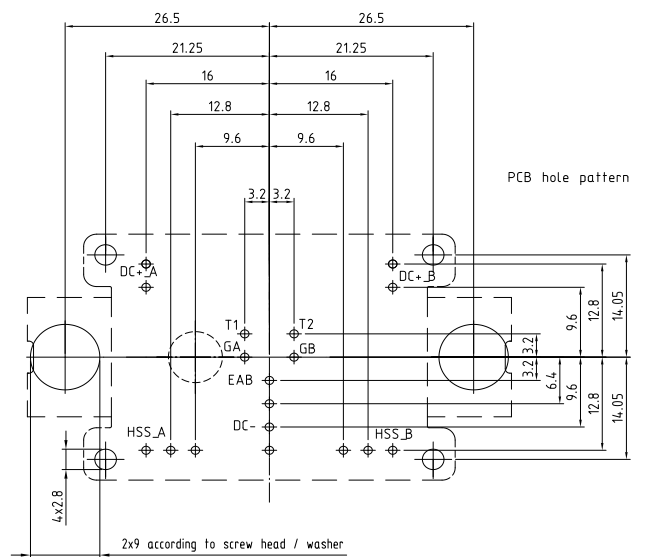 26.5 26.5
21.25 21.25
16 16
12.8 12.8
9.6 9.6
3.2 3.2
PCB hole pattern
DC+_A DC+_B
T1 T2
GA GB
EAB
DC-
HSS_A HSS_B
9.6 12.8 14.05
3.2
3.2
6.4
9.6
12.8
14.05
4x2.8
2x9 according to screw head / washer